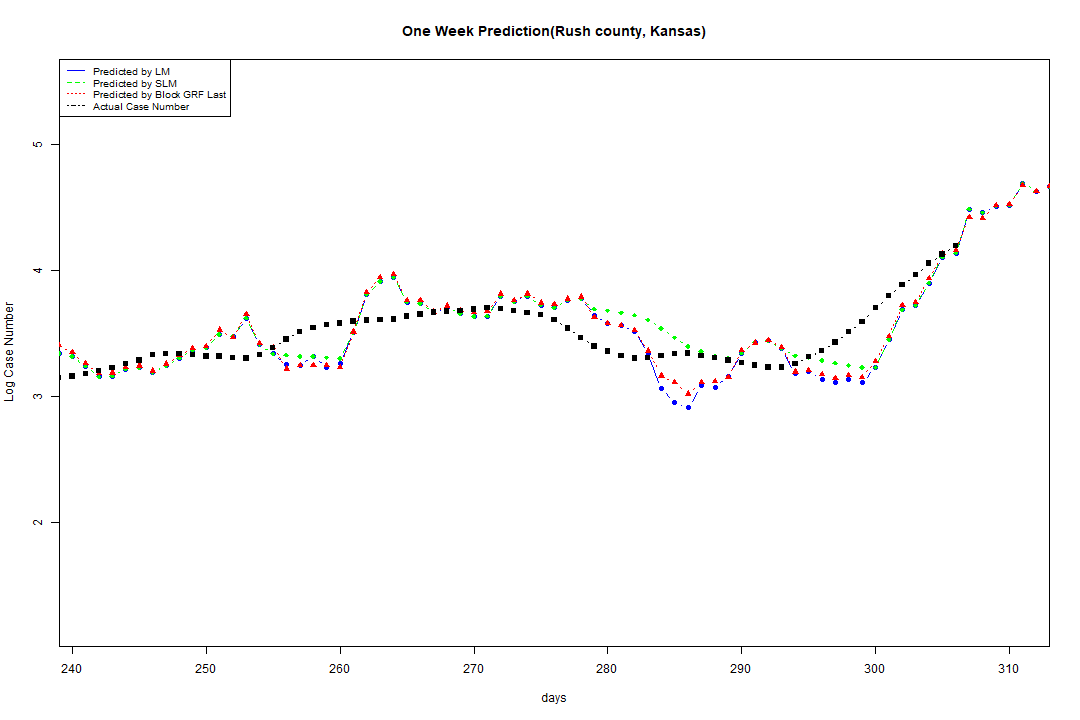 One Week Prediction(Rush county, Kansas)
Predicted by LM
Predicted by SLM
Predicted by Block GRF Last
Actual Case Number
5
4
3
2
Log Case Number
240 250 260 270 280 290 300 310
days